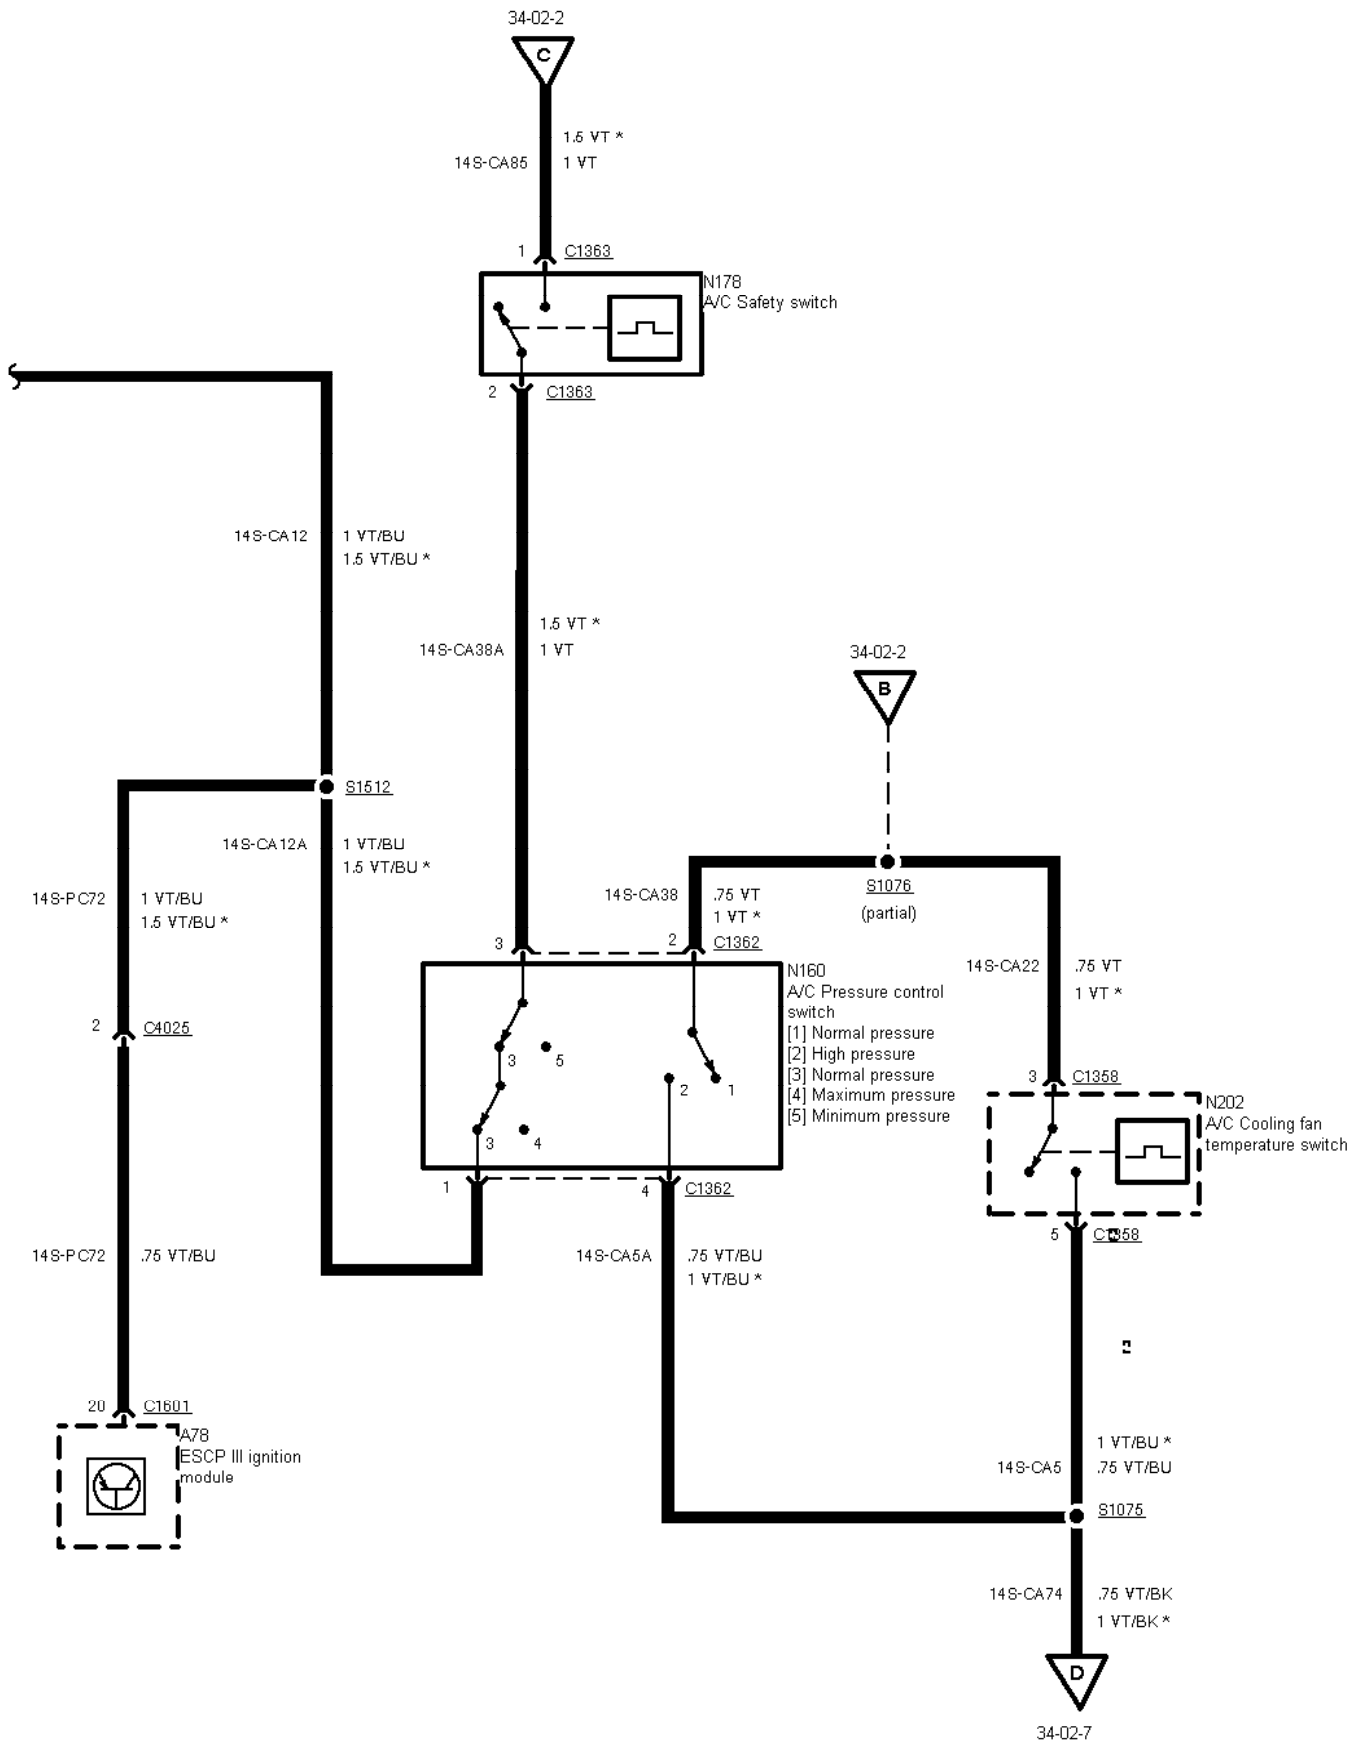 34-02-2
C
1.5 VT *
14S-CA85 1 VT
1 C1363
N178
A/C Safety switch
2 C1363
14S-CA12 1 VT/BU
1.5 VT/BU *
1.5 VT *
14S-CA38A 1 VT
34-02-2
B
S1512
14S-CA12A 1 VT/BU
1.5 VT/BU *
14S-PC72 1 VT/BU
1.5 VT/BU *
14S-CA38 .75 VT
1 VT *
S1076
(partial)
3 2 C1362
14S-CA22 .75 VT
1 VT *
N160
A/C Pressure control
switch
[1] Normal pressure
[2] High pressure
[3] Normal pressure
[4] Maximum pressure
[5] Minimum pressure
2 C4025
3 5
2 1
3 4
3 C1358
N202
A/C Cooling fan
temperature switch
1 4 C1362
5 C1358
14S-PC72 .75 VT/BU
14S-CA5A .75 VT/BU
1 VT/BU *
20 C1601
A78
ESCP III ignition
module
1 VT/BU *
14S-CA5 .75 VT/BU
S1075
14S-CA74 .75 VT/BK
1 VT/BK *
D
34-02-7